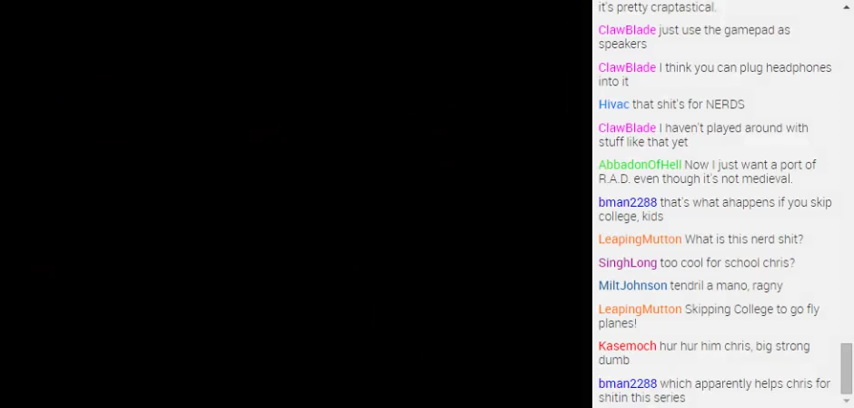 it's pretty craptastical.
ClawBlade just use the gamepad as
speakers
ClawBlade I think you can plug headphones
into it
Hivac that shit's for NERDS
ClawBlade I haven't played around with
stuff like that yet
AbbadonOfHell Now I just want a port of
R.A.D. even though it's not medieval.
bman2288 that's what ahappens if you skip
college, kids
LeapingMutton What is this nerd shit?
SinghLong too cool for school chris?
MiltJohnson tendril a mano, ragny
LeapingMutton Skipping College to go fly
planes!
Kasemoch hur hur him chris, big strong
dumb
bman2288 which apparently helps chris for
shitin this series